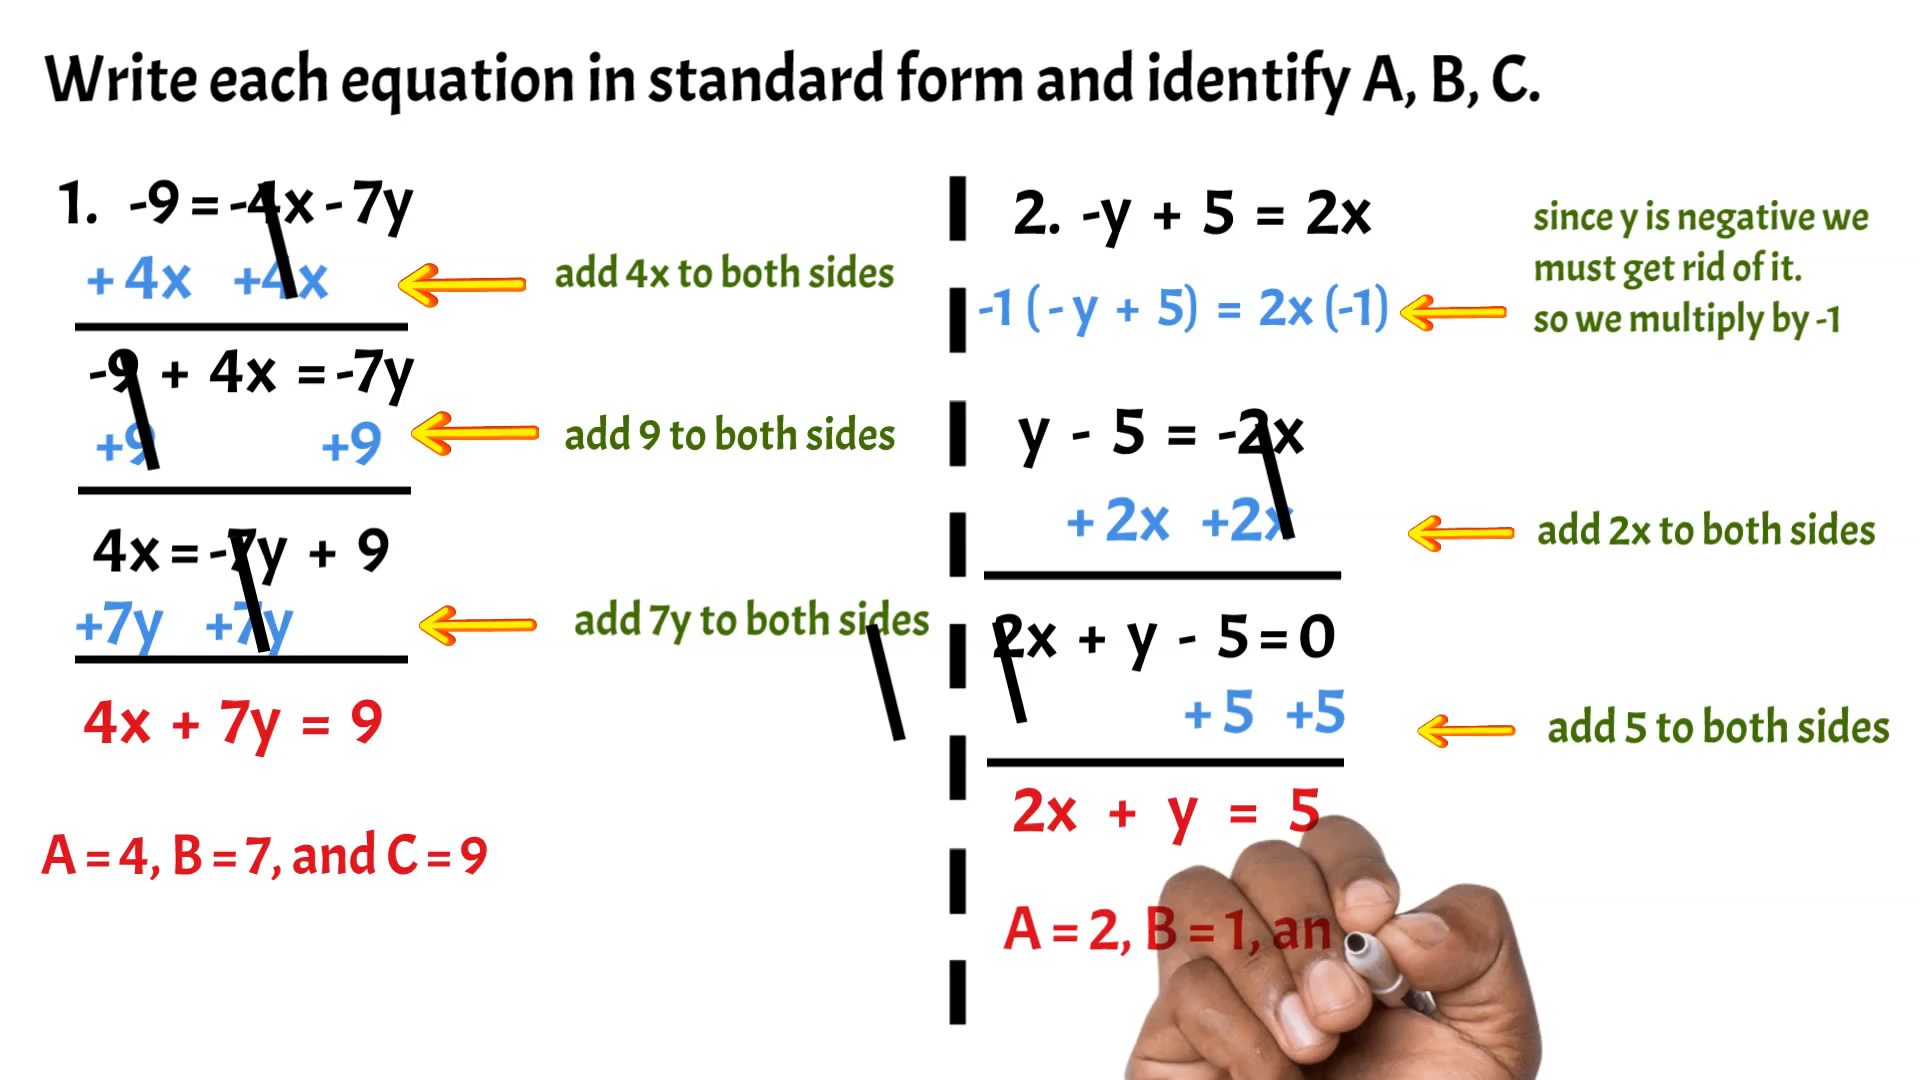 Write each equation in standard form and identify A, B, C.
1. -9 = -4x - 7y
+ 4x +4x
add 4x to both sides
-9 + 4x = -7y
+9 +9
add 9 to both sides
4x = -7y + 9
+7y +7y
add 7y to both sides
4x + 7y = 9
A = 4, B = 7, and C = 9
2. -y + 5 = 2x
-1 ( - y + 5) = 2x (-1)
since y is negative we
must get rid of it.
so we multiply by -1
y - 5 = -2x
+ 2x +2x
add 2x to both sides
2x + y - 5 = 0
+ 5 +5
add 5 to both sides
2x + y = 5
A = 2, B = 1, an